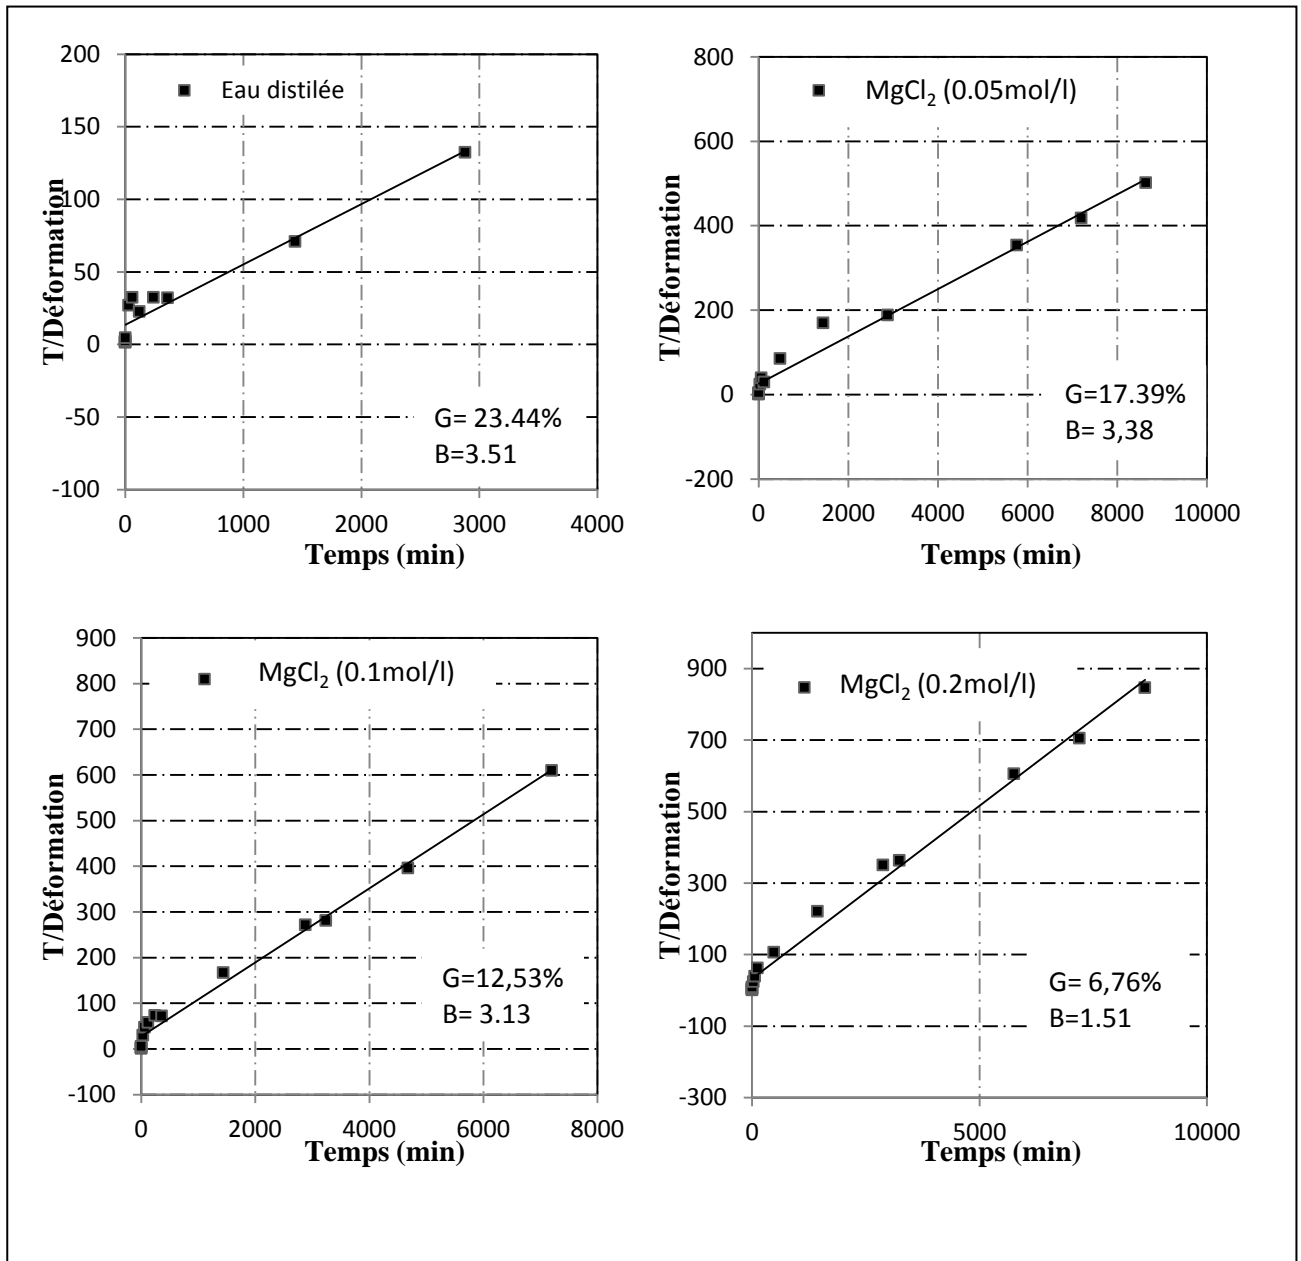 200
150
100
50
0
-50
-100
0 1000 2000 3000 4000
T/Déformation
Temps (min)
Eau distilée
G= 23.44%
B=3.51
800
600
400
200
0
-200
0 2000 4000 6000 8000 10000
T/Déformation
Temps (min)
MgCl₂ (0.05mol/l)
G=17.39%
B= 3,38
900
800
700
600
500
400
300
200
100
0
-100
0 2000 4000 6000 8000
T/Déformation
Temps (min)
MgCl₂ (0.1mol/l)
G=12,53%
B= 3.13
900
700
500
300
100
-100
-300
0 5000 10000
T/Déformation
Temps (min)
MgCl₂ (0.2mol/l)
G= 6,76%
B=1.51